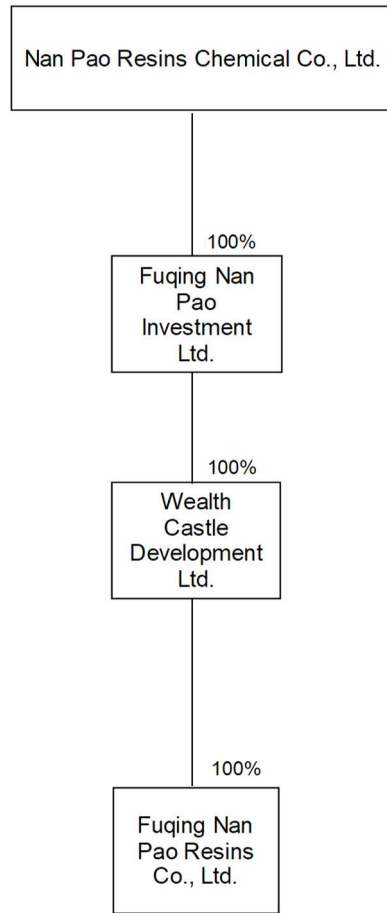 Nan Pao Resins Chemical Co., Ltd.
100%
Fuqing Nan
Pao
Investment
Ltd.
100%
Wealth
Castle
Development
Ltd.
100%
Fuqing Nan
Pao Resins
Co., Ltd.